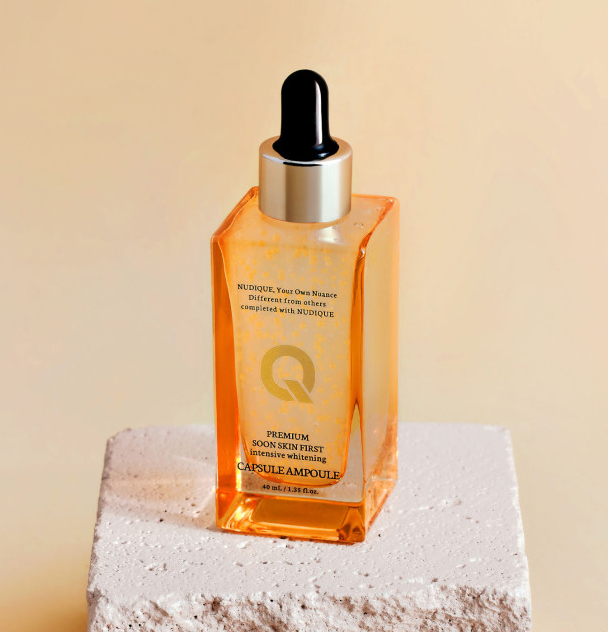 NUDIQUE, Your Own Nuance
Different from others
completed with NUDIQUE
Q
PREMIUM
SOON SKIN FIRST
intensive whitening
CAPSULE AMPOULE
40 mL / 1.35 fl.oz.